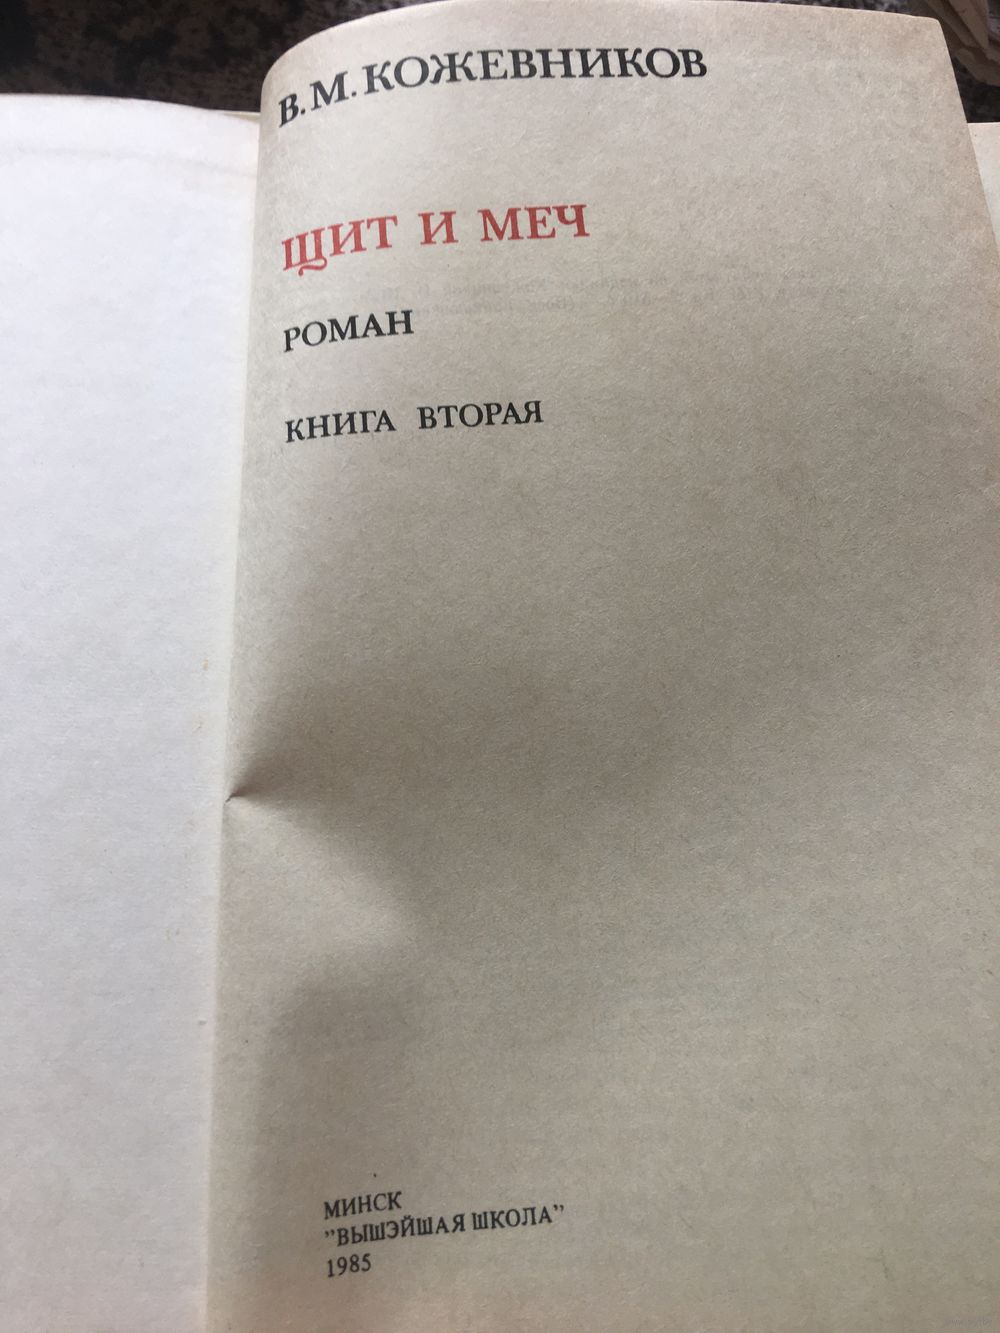 В. М. КОЖЕВНИКОВ
ЩИТ И МЕЧ
РОМАН
КНИГА ВТОРАЯ
МИНСК
”ВЫШЭЙШАЯ ШКОЛА”
1985